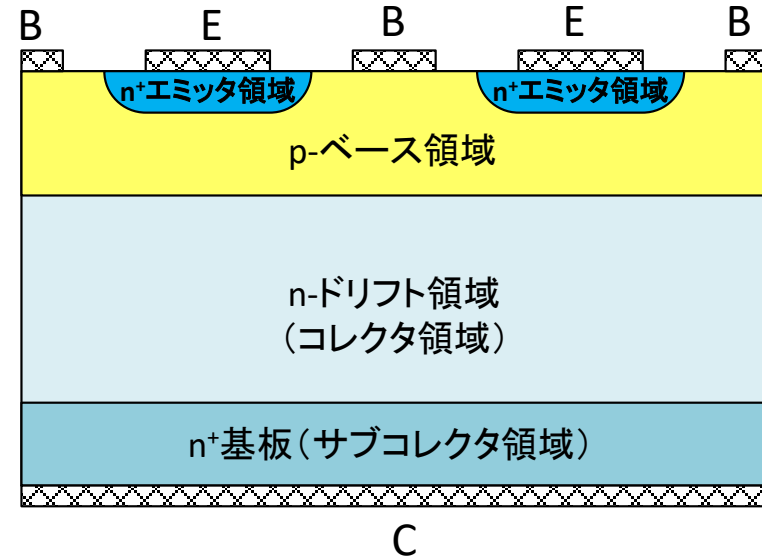 B E B E B
n⁺エミッタ領域 n⁺エミッタ領域
p-ベース領域
n-ドリフト領域
（コレクタ領域）
n⁺基板（サブコレクタ領域）
C